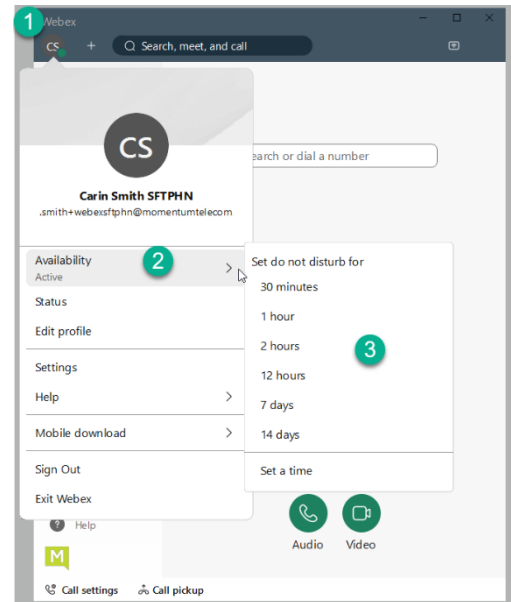 1
Webex
CS
+
Search, meet, and call
CS
Carin Smith SFTPHN
.smith+webexsftphn@momentumtelecom
earch or dial a number
Availability
Active
2
Status
Edit profile
Settings
Help
Mobile download
Sign Out
Exit Webex
Set do not disturb for
30 minutes
1 hour
2 hours
3
12 hours
7 days
14 days
Set a time
Audio
Video
? Help
M
Call settings
Call pickup